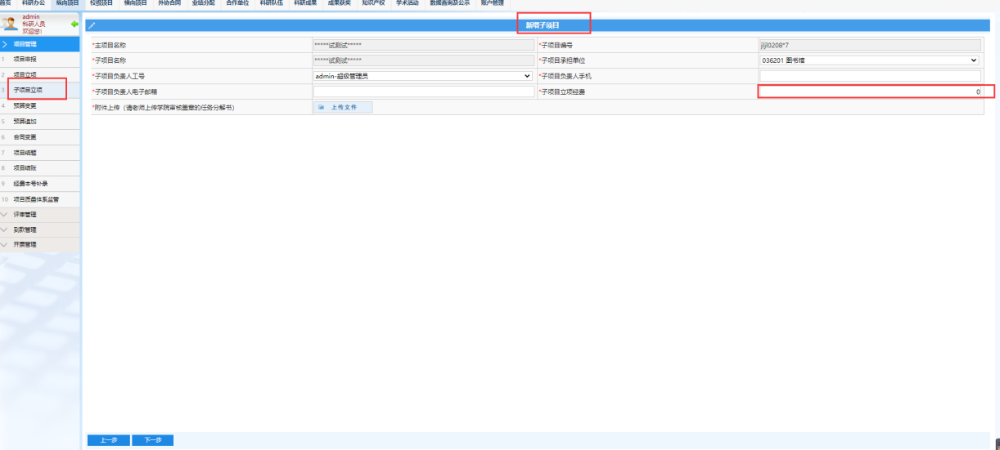 首页 科研办公 纵向项目 校级项目 横向项目 外协合同 业绩分配 合作单位 科研队伍 科研成果 成果获奖 知识产权 学术活动 数据查询及公示 账户管理
admin
科研人员
欢迎您!
项目管理
1 项目申报
2 项目立项
3 子项目立项
4 预算变更
5 预算追加
6 合同变更
7 项目结题
8 项目结账
9 经费本号补录
10 项目质量体系监管
评审管理
到款管理
开票管理
新增子项目
*主项目名称 *****试测试***** *子项目编号 jljl0208*7
*子项目名称 *****试测试***** *子项目承担单位 036201 图书馆
*子项目负责人工号 admin-超级管理员 *子项目负责人手机
*子项目负责人电子邮箱 *子项目立项经费 0
*附件上传（请老师上传学院审核盖章的任务分解书） 上传文件
上一步 下一步